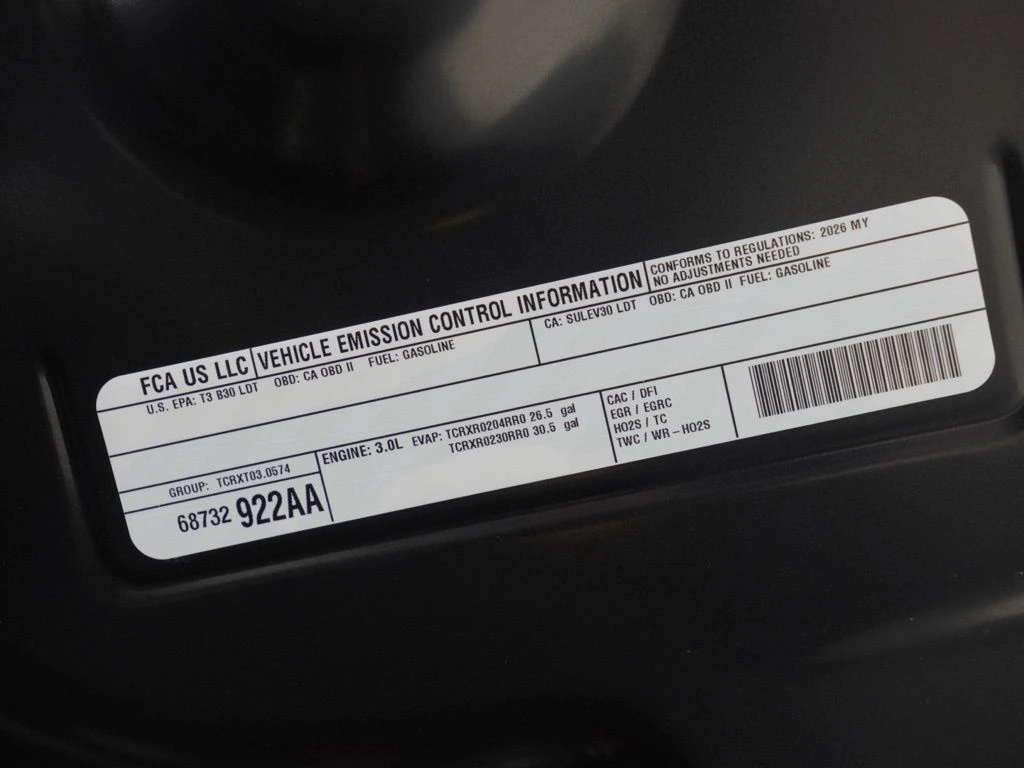 FCA US LLC VEHICLE EMISSION CONTROL INFORMATION
CONFORMS TO REGULATIONS: 2026 MY
NO ADJUSTMENTS NEEDED
U.S. EPA: T3 B30 LDT OBD: CA OBD II FUEL: GASOLINE
CA: SULEV30 LDT OBD: CA OBD II FUEL: GASOLINE
GROUP: TCRXT03.0574
68732 922AA
ENGINE: 3.0L EVAP: TCRXR0204RR0 26.5 gal
TCRXR0230RR0 30.5 gal
CAC / DFI
EGR / EGRC
HO2S / TC
TWC / WR-HO2S